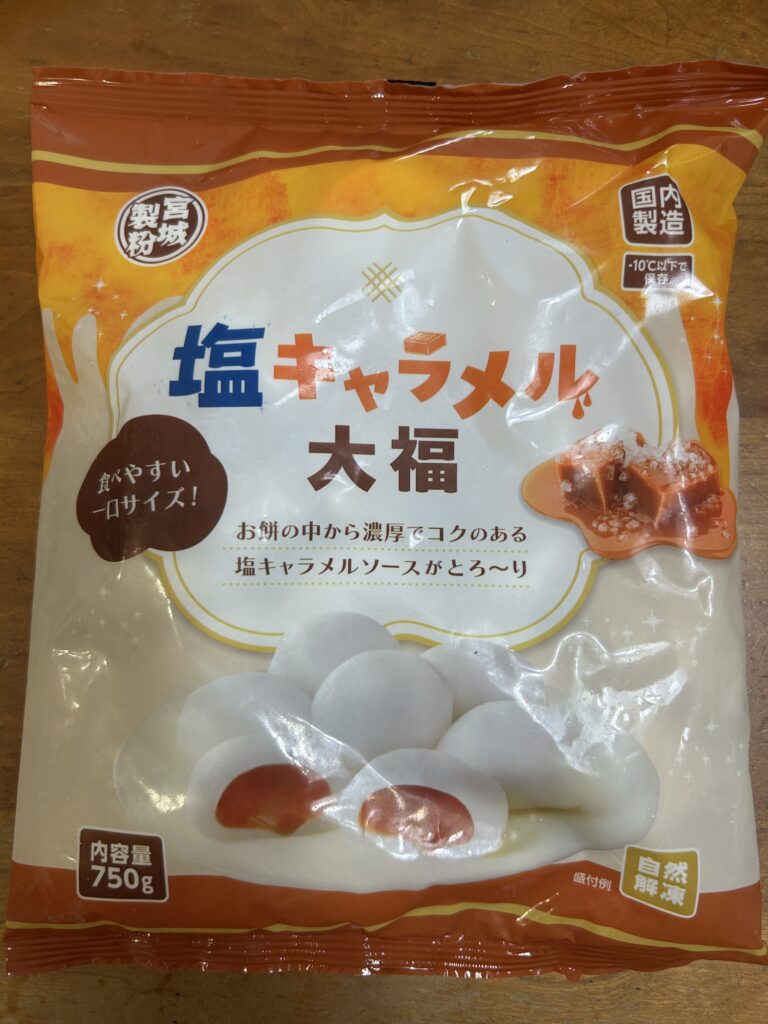 宮城
製粉
国内
製造
-10℃以下で
保存
塩キャラメル
大福
食べやすい
一口サイズ!
お餅の中から濃厚でコクのある
塩キャラメルソースがとろ〜り
内容量
750g
盛付例
自然
解凍